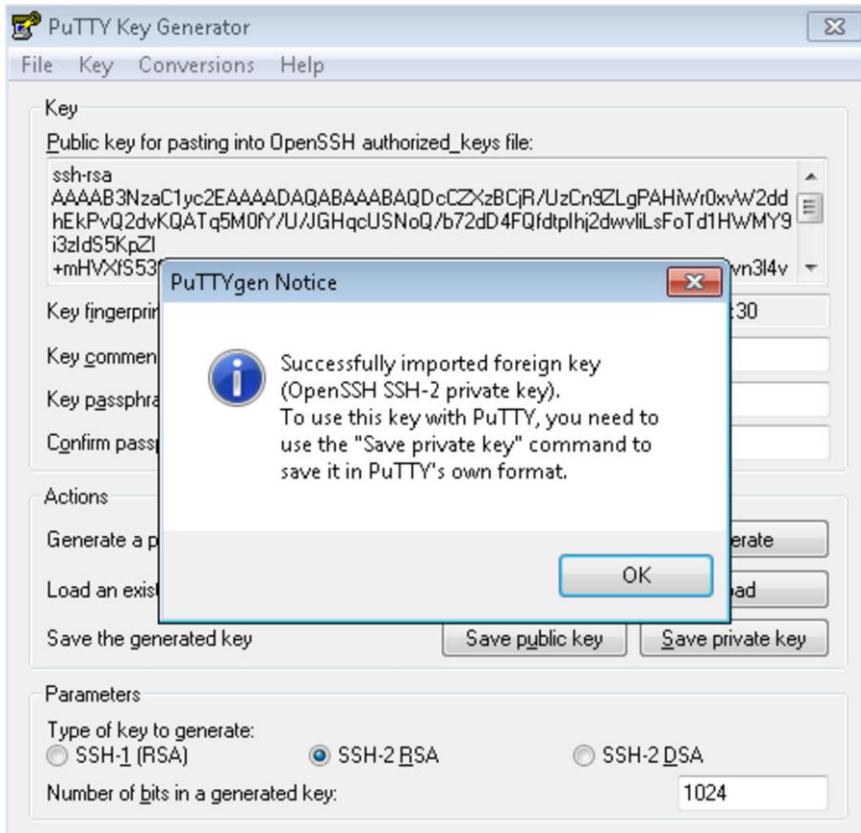 PuTTY Key Generator
File Key Conversions Help
Key
Public key for pasting into OpenSSH authorized_keys file:
ssh-rsa
AAAAB3NzaC1yc2EAAAADAQABAAABAQDcCZXzBCjR/UzCn9ZLgPAHiWr0xvW2dd
hEkPvQ2dvKQATq5M0fY/U/JGHqcUSNoQ/b72dD4FQfdtplhj2dwvliLsFoTd1HWMY9
i3zldS5KpZl
+mHVXfS53 vn3l4v
PuTTYgen Notice
Key fingerprin :30
Key commen
Key passphra
Confirm pass
Successfully imported foreign key
(OpenSSH SSH-2 private key).
To use this key with PuTTY, you need to
use the "Save private key" command to
save it in PuTTY's own format.
OK
Actions
Generate a p erate
Load an exist ad
Save the generated key Save public key Save private key
Parameters
Type of key to generate:
SSH-1 (RSA) SSH-2 RSA SSH-2 DSA
Number of bits in a generated key: 1024